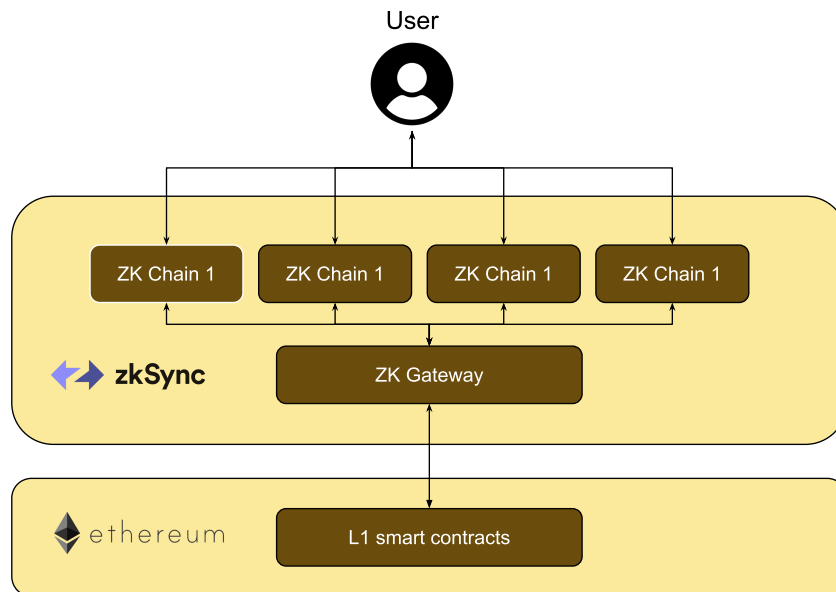 User
ZK Chain 1
ZK Chain 1
ZK Chain 1
ZK Chain 1
zkSync
ZK Gateway
ethereum
L1 smart contracts